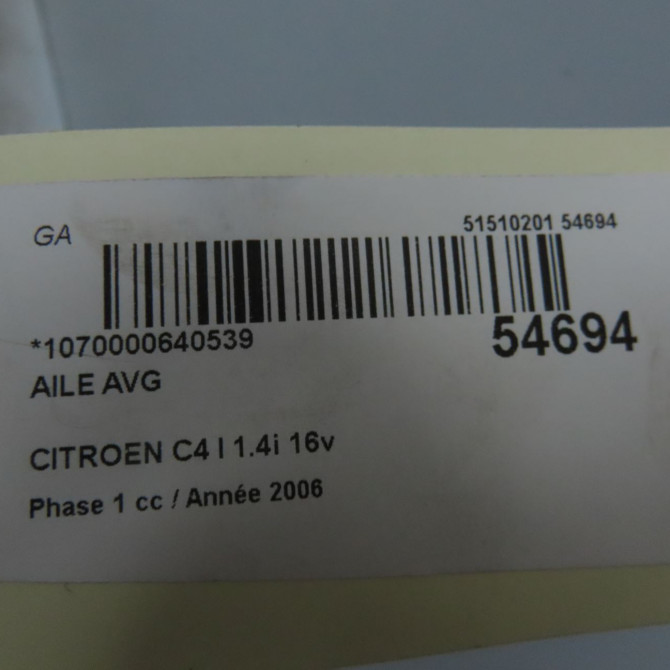 GA
51510201 54694
*1070000640539
54694
AILE AVG
CITROEN C4 I 1.4i 16v
Phase 1 cc / Année 2006